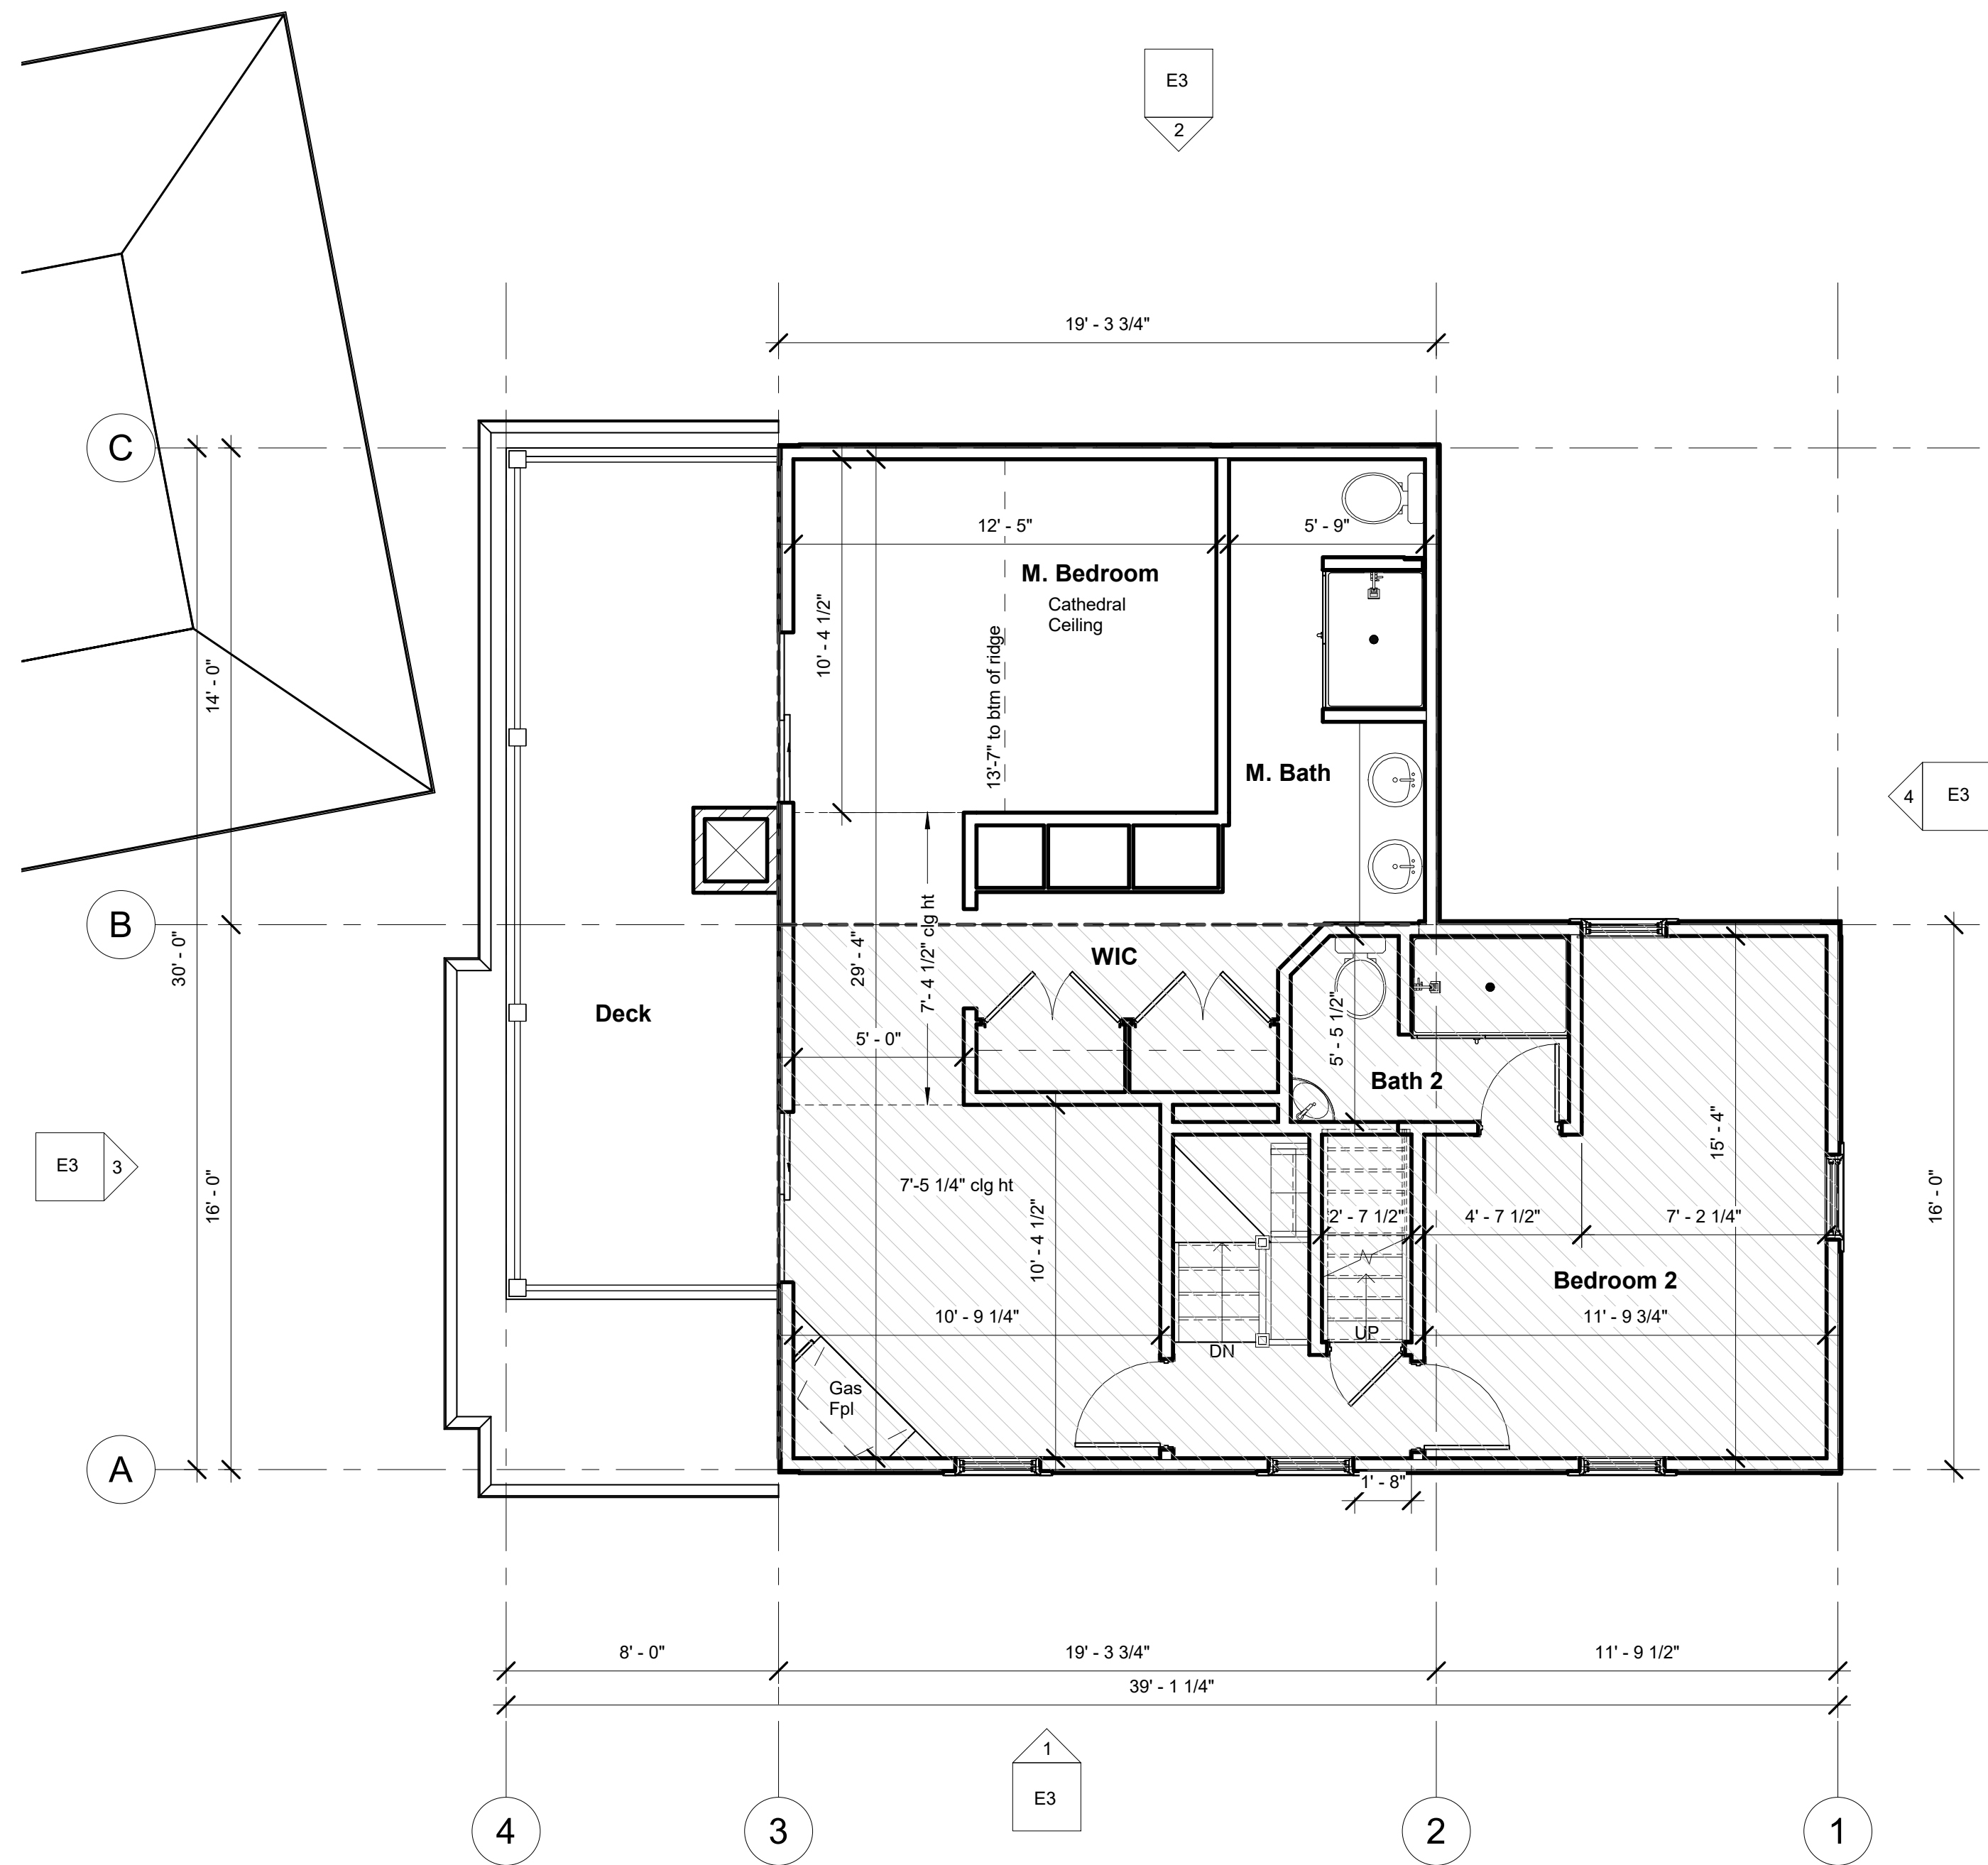 E3
2
19' - 3 3/4"
C
12' - 5"
5' - 9"
M. Bedroom
Cathedral
Ceiling
10' - 4 1/2"
13'-7" to btm of ridge
14' - 0"
M. Bath
4
E3
B
30' - 0"
29' - 4"
7'- 4 1/2" clg ht
WIC
Deck
5' - 0"
5' - 5 1/2"
Bath 2
15' - 4"
E3
3
16' - 0"
7'-5 1/4" clg ht
10' - 4 1/2"
2' - 7 1/2"
4' - 7 1/2"
7' - 2 1/4"
16' - 0"
Bedroom 2
10' - 9 1/4"
11' - 9 3/4"
UP
DN
Gas
Fpl
A
1' - 8"
8' - 0"
19' - 3 3/4"
11' - 9 1/2"
39' - 1 1/4"
1
E3
4
3
2
1